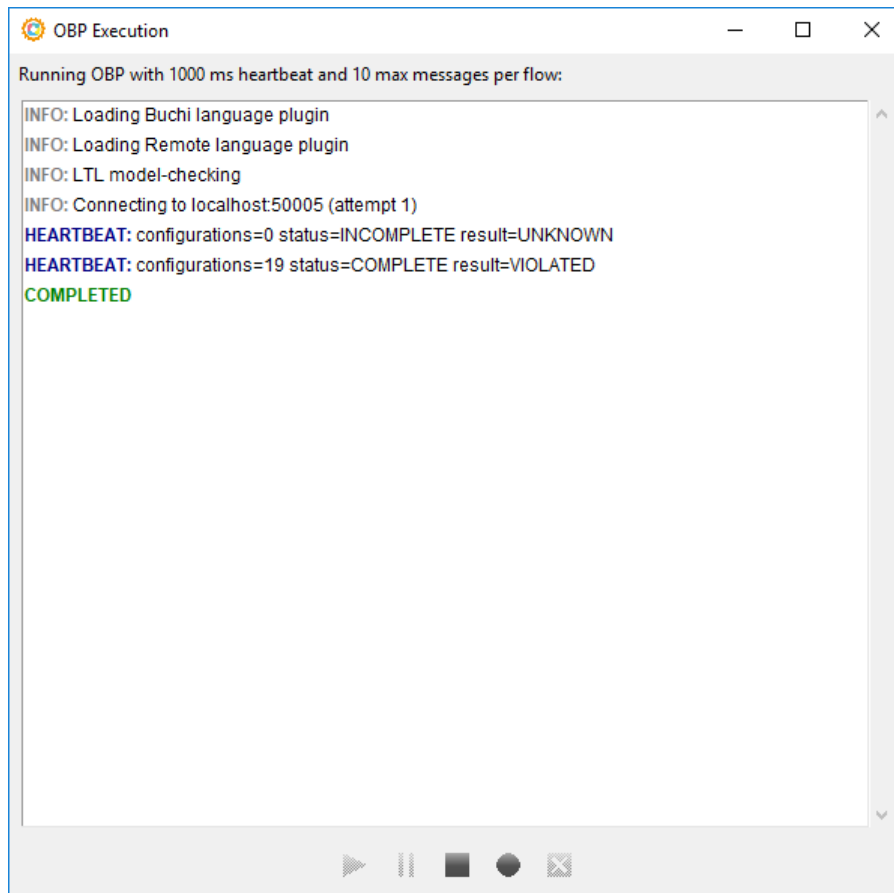 OBP Execution
Running OBP with 1000 ms heartbeat and 10 max messages per flow:
INFO: Loading Buchi language plugin
INFO: Loading Remote language plugin
INFO: LTL model-checking
INFO: Connecting to localhost:50005 (attempt 1)
HEARTBEAT: configurations=0 status=INCOMPLETE result=UNKNOWN
HEARTBEAT: configurations=19 status=COMPLETE result=VIOLATED
COMPLETED